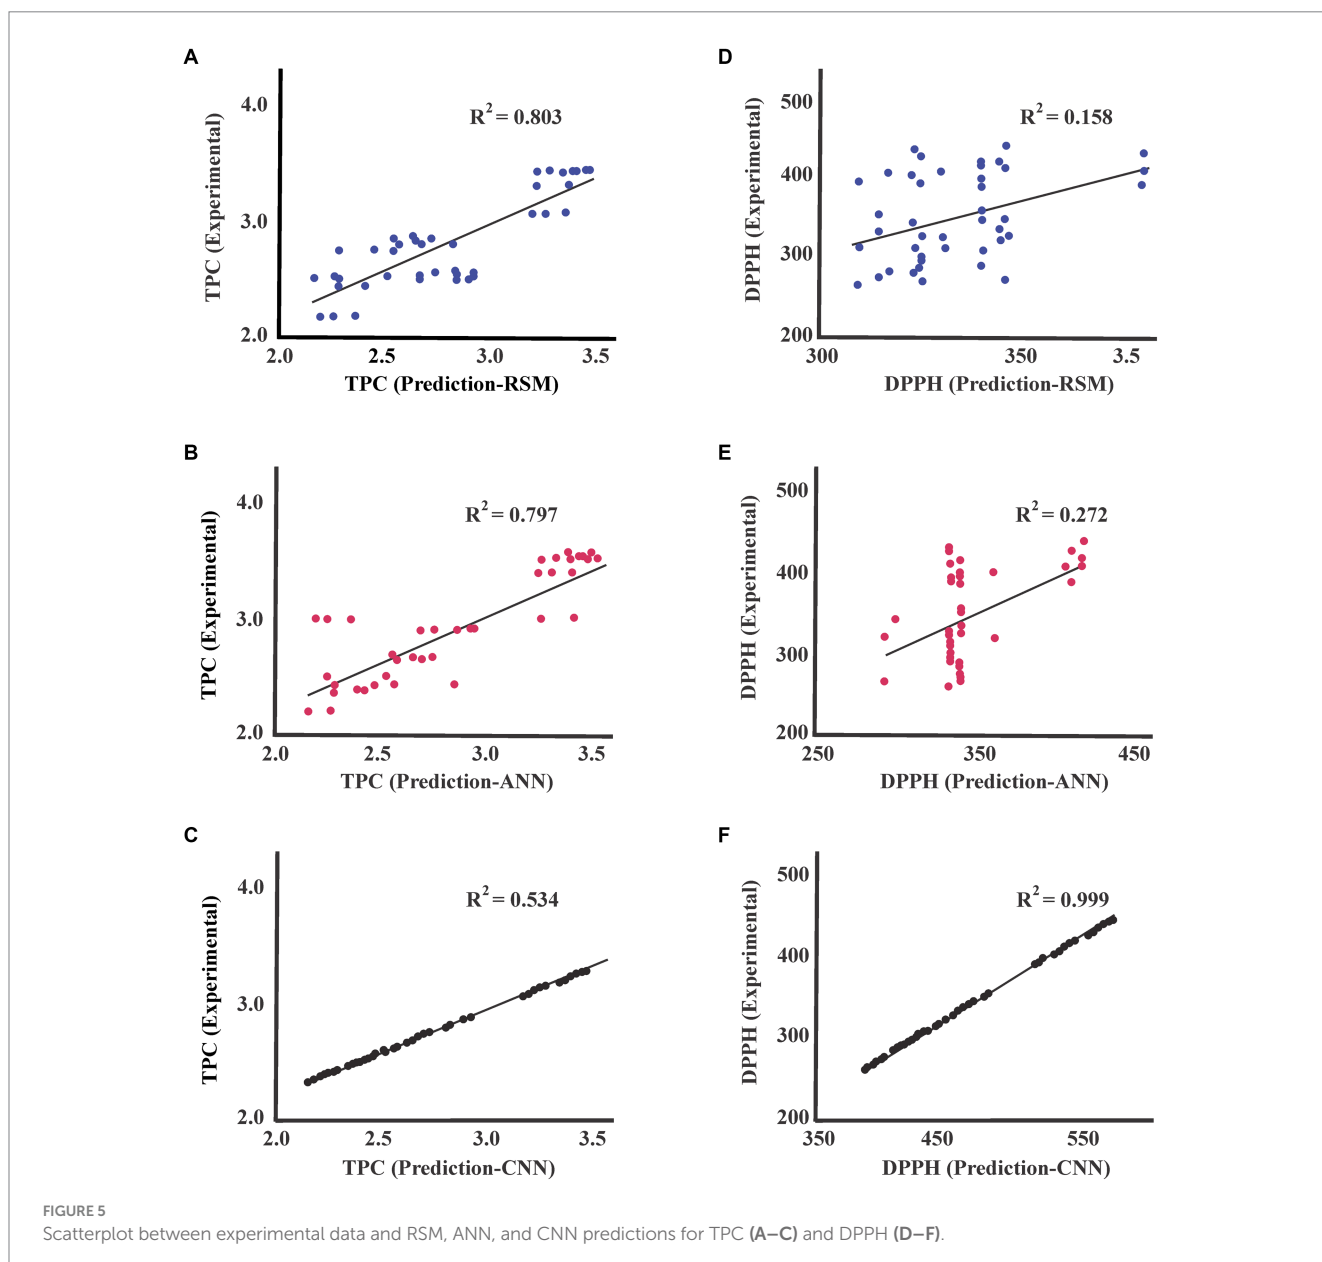 A
R2 = 0.803
TPC (Experimental)
4.0
3.0
2.0
2.0 2.5 3.0 3.5
TPC (Prediction-RSM)
D
R2 = 0.158
DPPH (Experimental)
500
400
300
200
300 350 3.5
DPPH (Prediction-RSM)
B
R2 = 0.797
TPC (Experimental)
4.0
3.0
2.0
2.0 2.5 3.0 3.5
TPC (Prediction-ANN)
E
R2 = 0.272
DPPH (Experimental)
500
400
300
200
250 350 450
DPPH (Prediction-ANN)
C
R2 = 0.534
TPC (Experimental)
4.0
3.0
2.0
2.0 2.5 3.0 3.5
TPC (Prediction-CNN)
F
R2 = 0.999
DPPH (Experimental)
500
400
300
200
350 450 550
DPPH (Prediction-CNN)
FIGURE 5
Scatterplot between experimental data and RSM, ANN, and CNN predictions for TPC (A–C) and DPPH (D–F).